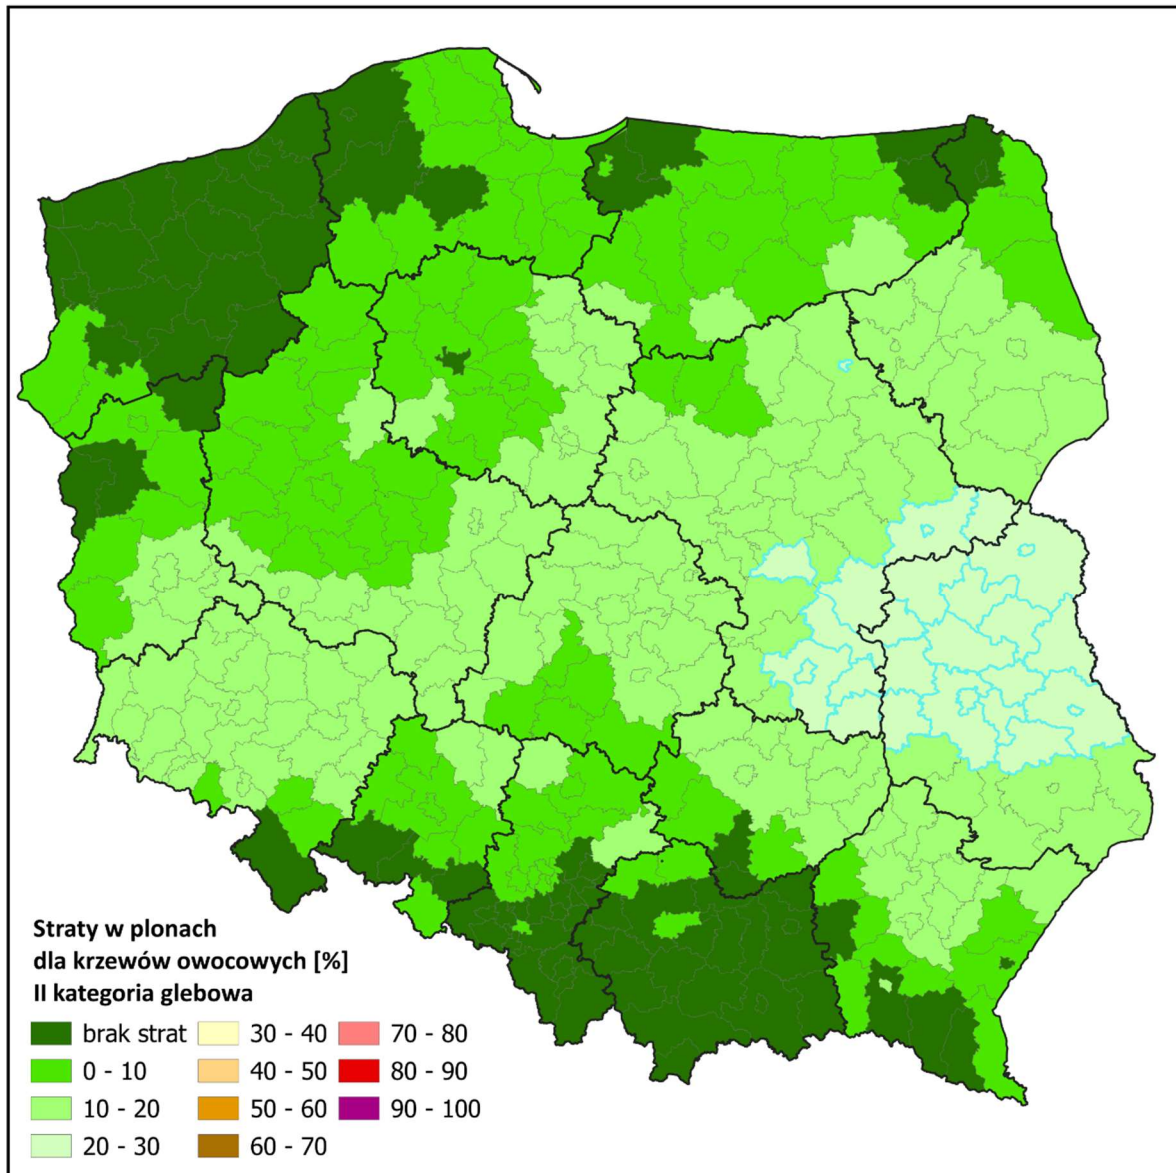 Straty w plonach
dla krzewów owocowych [%]
II kategoria glebowa
brak strat
0 - 10
10 - 20
20 - 30
30 - 40
40 - 50
50 - 60
60 - 70
70 - 80
80 - 90
90 - 100